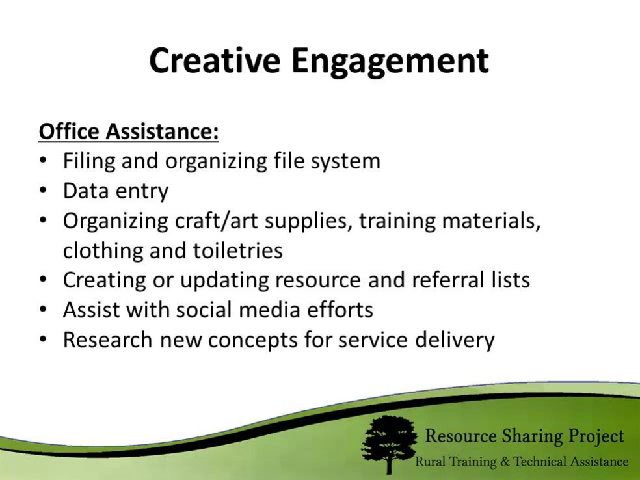 Creative Engagement
Office Assistance:
• Filing and organizing file system
• Data entry
• Organizing craft/art supplies, training materials,
clothing and toiletries
• Creating or updating resource and referral lists
• Assist with social media efforts
• Research new concepts for service delivery
Resource Sharing Project
Rural Training & Technical Assistance